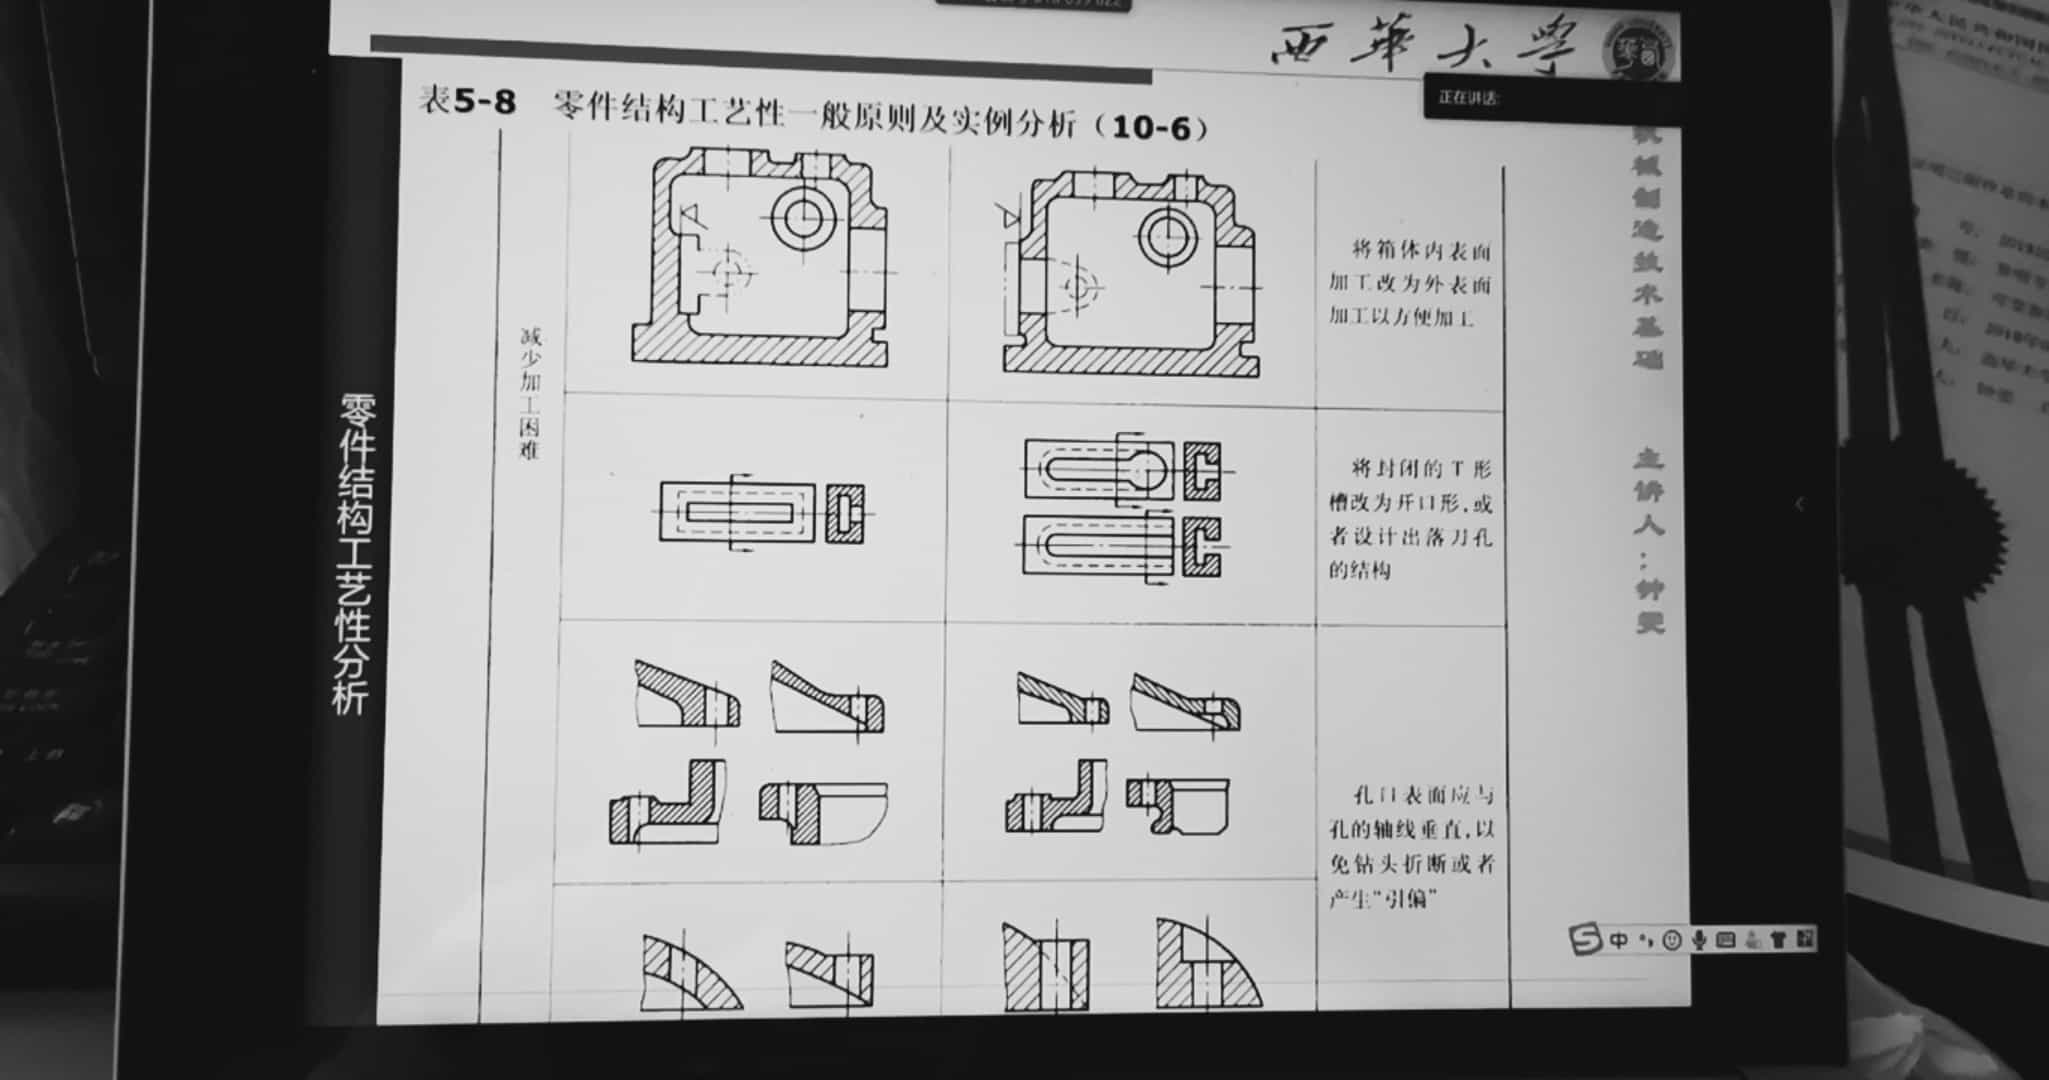 西华大学
正在讲话:
表5-8 零件结构工艺性一般原则及实例分析（10-6）
零件结构工艺性分析
减少加工困难
将箱体内表面
加工改为外表面
加工以方便加工
将封闭的T形
槽改为开口形,或
者设计出落刀孔
的结构
孔口表面应与
孔的轴线垂直,以
免钻头折断或者
产生"引偏"
机械制造技术基础
主讲人:钟雯
中